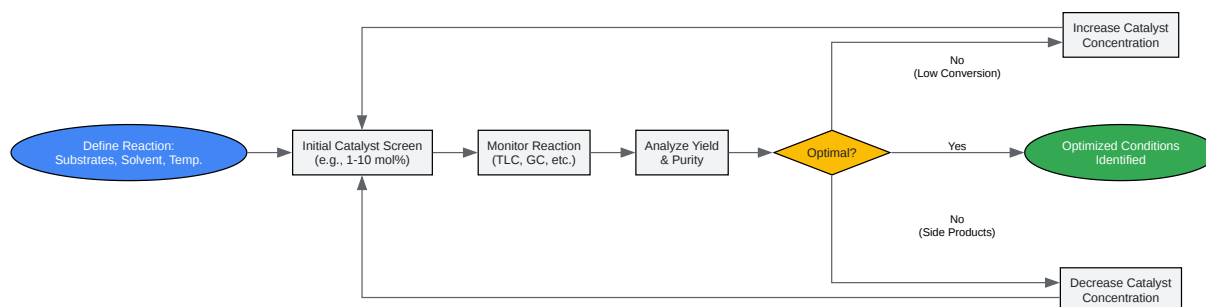 Define Reaction:
Substrates, Solvent, Temp.
Initial Catalyst Screen
(e.g., 1-10 mol%)
Monitor Reaction
(TLC, GC, etc.)
Analyze Yield
& Purity
Optimal?
No
(Low Conversion)
Increase Catalyst
Concentration
Yes
Optimized Conditions
Identified
No
(Side Products)
Decrease Catalyst
Concentration